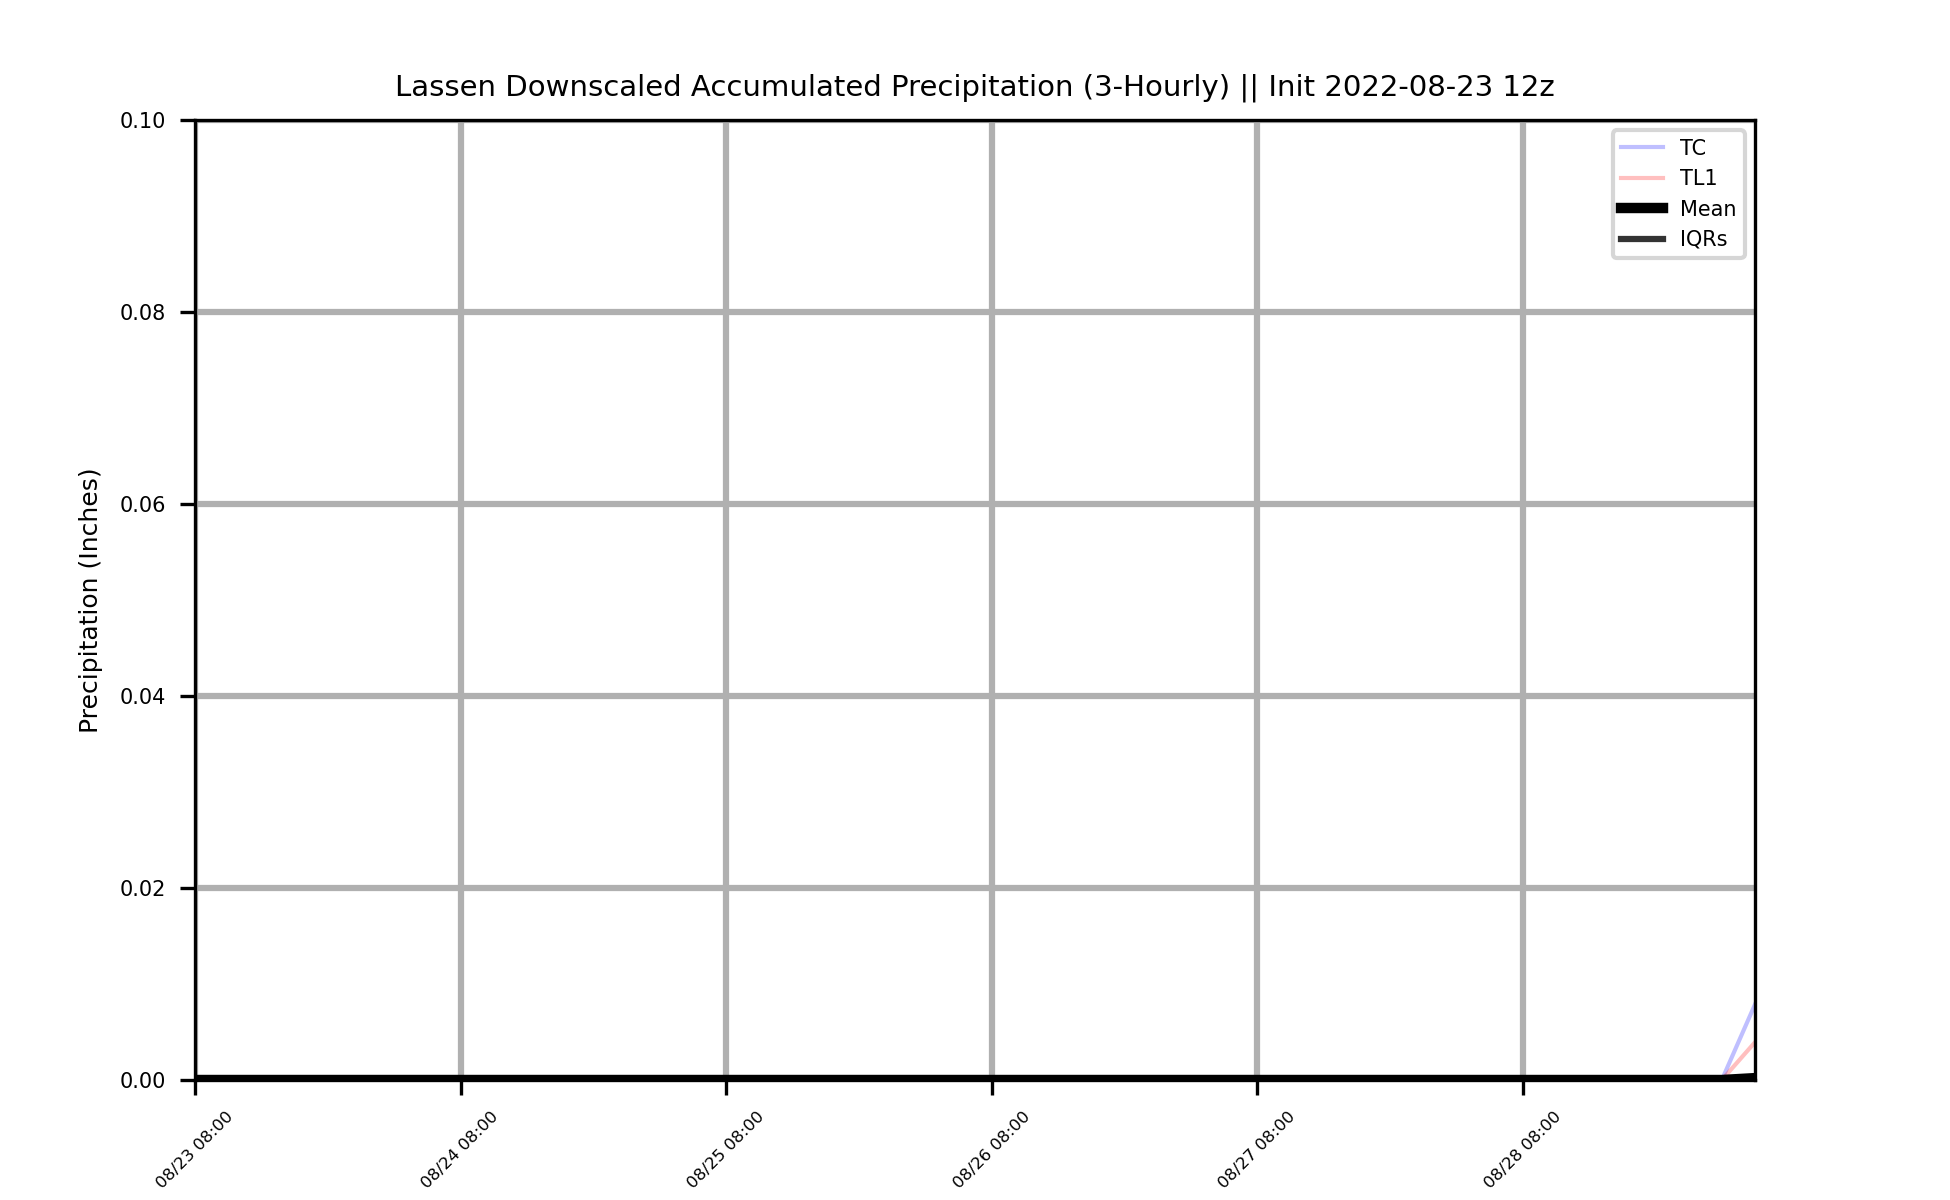 Lassen Downscaled Accumulated Precipitation (3-Hourly) || Init 2022-08-23 12z
TC
TL1
Mean
IQRs
Precipitation (Inches)
0.10
0.08
0.06
0.04
0.02
0.00
08/23 08:00
08/24 08:00
08/25 08:00
08/26 08:00
08/27 08:00
08/28 08:00